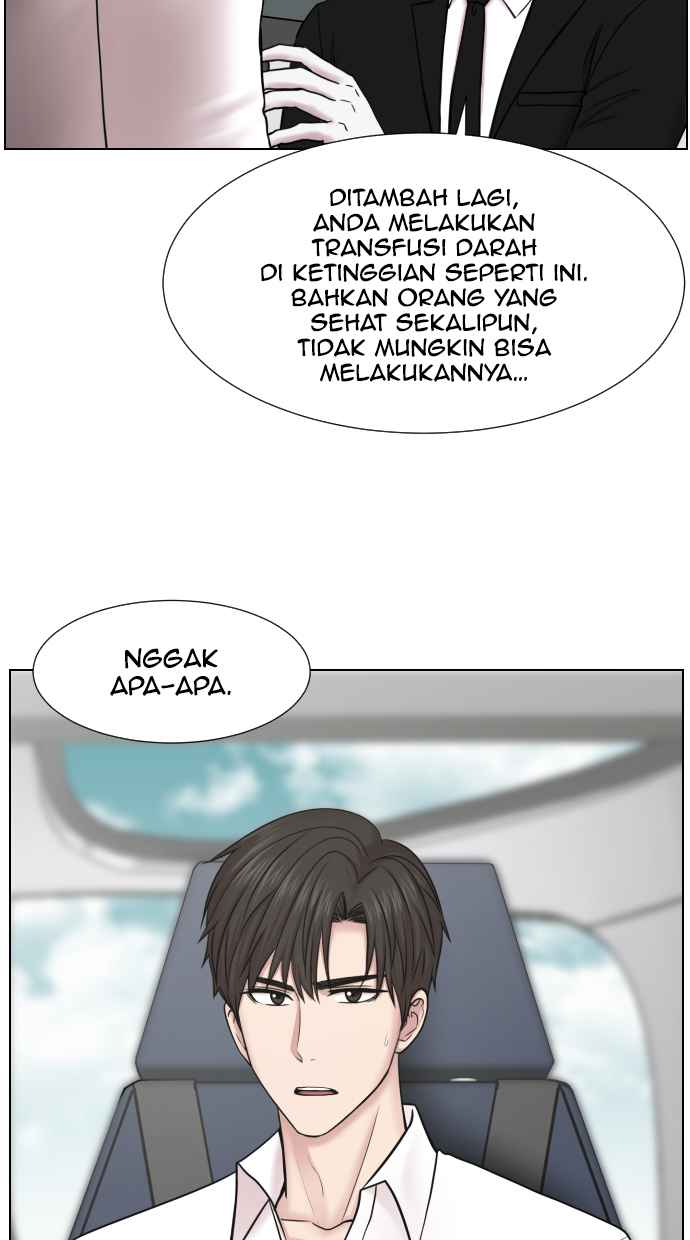 DITAMBAH LAGI,
ANDA MELAKUKAN
TRANSFUSI DARAH
DI KETINGGIAN SEPERTI INI.
BAHKAN ORANG YANG
SEHAT SEKALIPUN,
TIDAK MUNGKIN BISA
MELAKUKANNYA...
NGGAK
APA-APA.